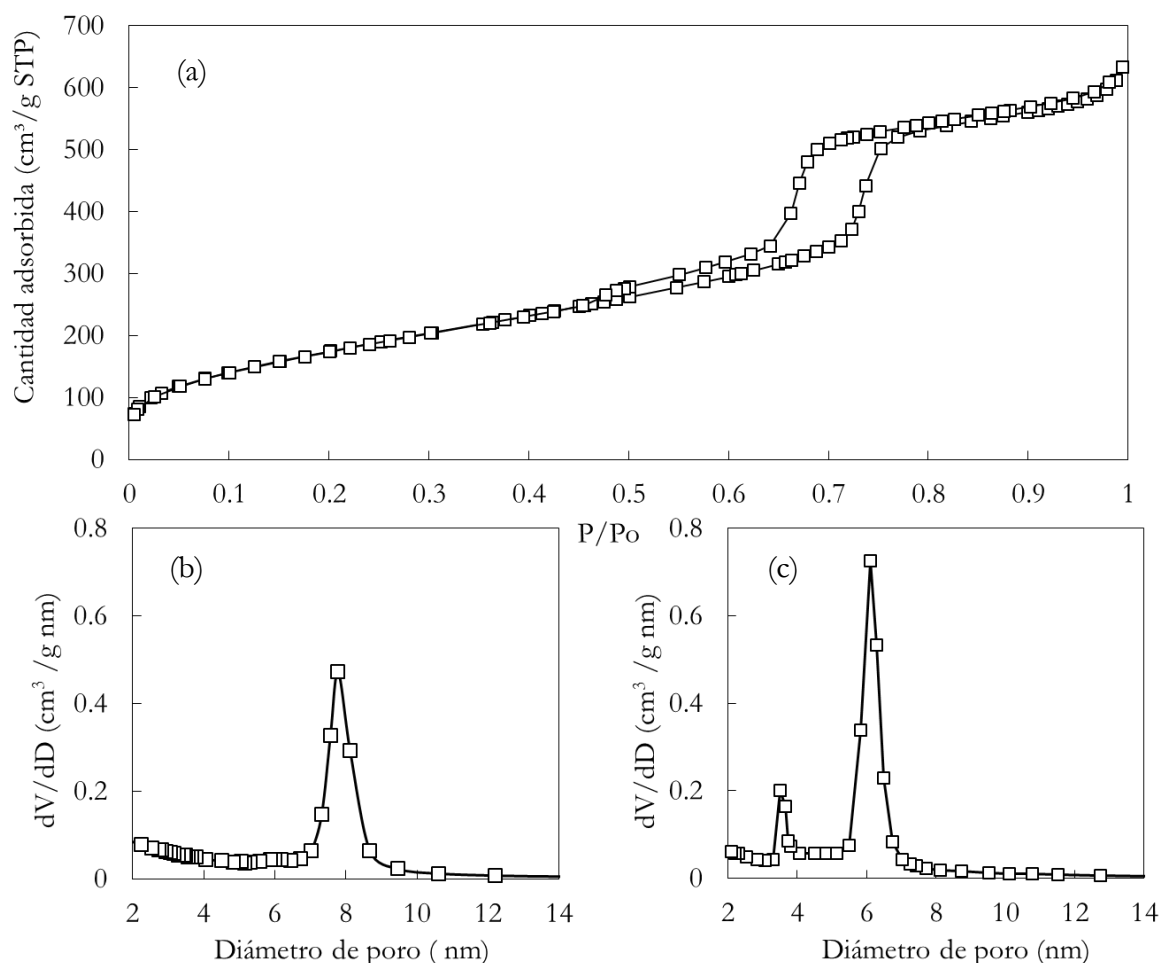 (a)
Cantidad adsorbida (cm³/g STP)
700
600
500
400
300
200
100
0
0 0.1 0.2 0.3 0.4 0.5 0.6 0.7 0.8 0.9 1
P/Po
(b)
dV/dD (cm³ /g nm)
0.8
0.6
0.4
0.2
0
2 4 6 8 10 12 14
Diámetro de poro ( nm)
(c)
dV/dD (cm³ /g nm)
0.8
0.6
0.4
0.2
0
2 4 6 8 10 12 14
Diámetro de poro (nm)